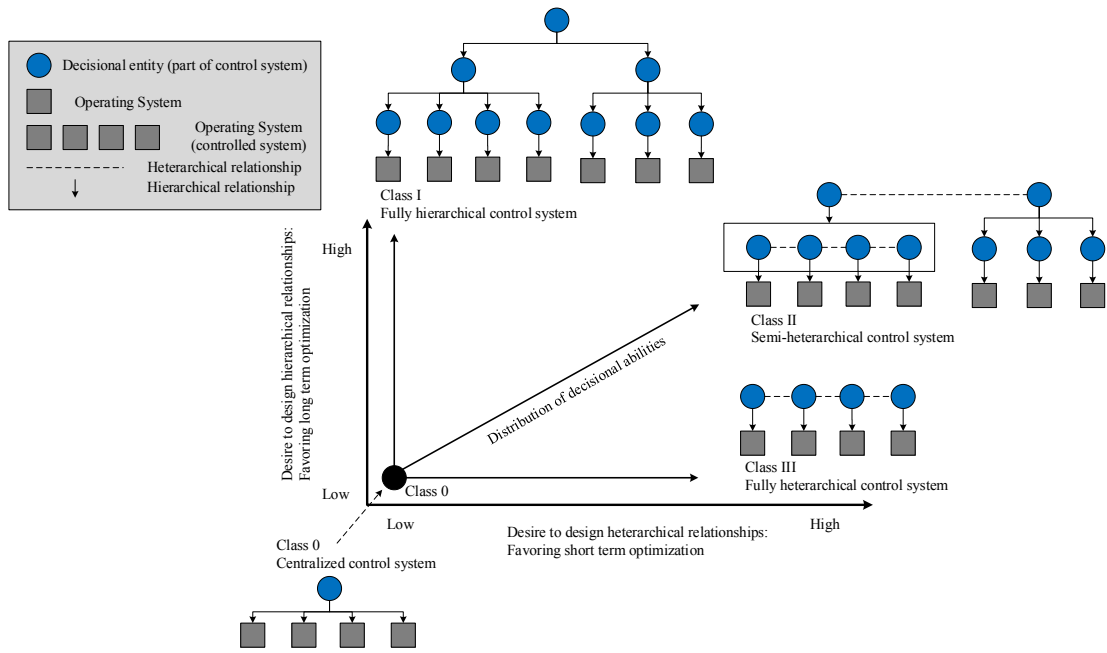 Decisional entity (part of control system)
Operating System
Operating System
(controlled system)
Heterarchical relationship
Hierarchical relationship
Class I
Fully hierarchical control system
High
Desire to design hierarchical relationships:
Favoring long term optimization
Low
Distribution of decisional abilities
Class II
Semi-heterarchical control system
Class III
Fully heterarchical control system
Class 0
Low
High
Desire to design heterarchical relationships:
Favoring short term optimization
Class 0
Centralized control system